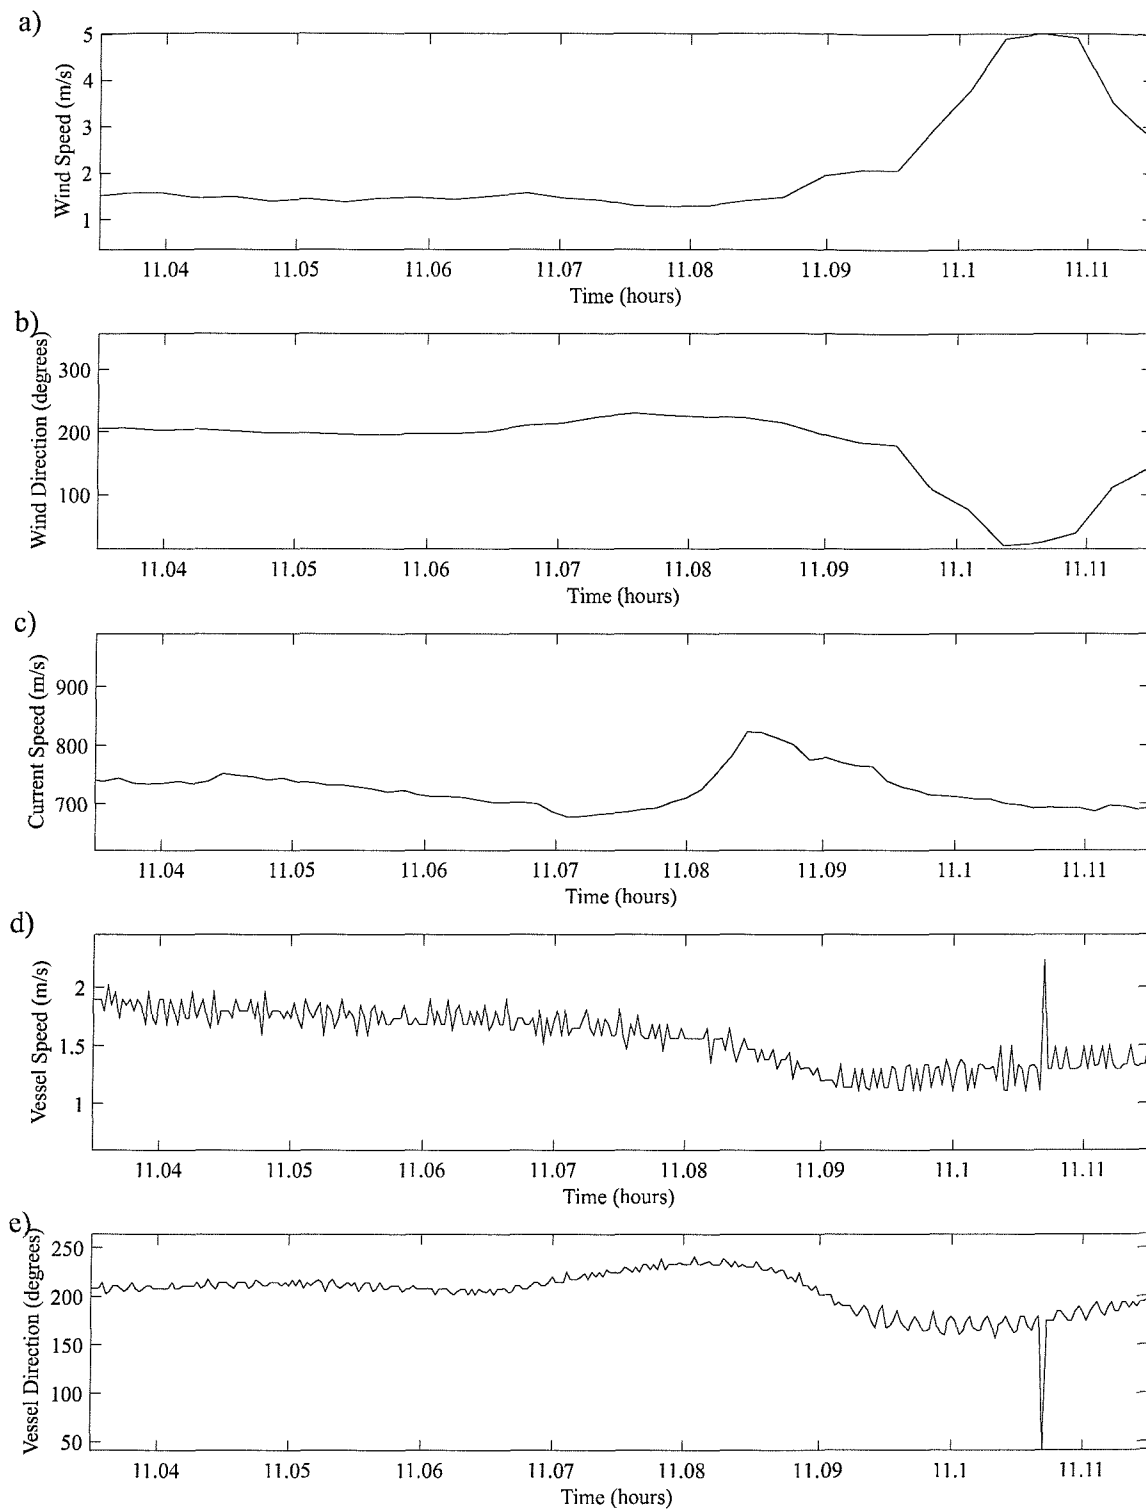 a)
Wind Speed (m/s)
5
4
3
2
1
11.04 11.05 11.06 11.07 11.08 11.09 11.1 11.11
Time (hours)
b)
Wind Direction (degrees)
300
200
100
11.04 11.05 11.06 11.07 11.08 11.09 11.1 11.11
Time (hours)
c)
Current Speed (m/s)
900
800
700
11.04 11.05 11.06 11.07 11.08 11.09 11.1 11.11
Time (hours)
d)
Vessel Speed (m/s)
2
1.5
1
11.04 11.05 11.06 11.07 11.08 11.09 11.1 11.11
Time (hours)
e)
Vessel Direction (degrees)
250
200
150
100
50
11.04 11.05 11.06 11.07 11.08 11.09 11.1 11.11
Time (hours)